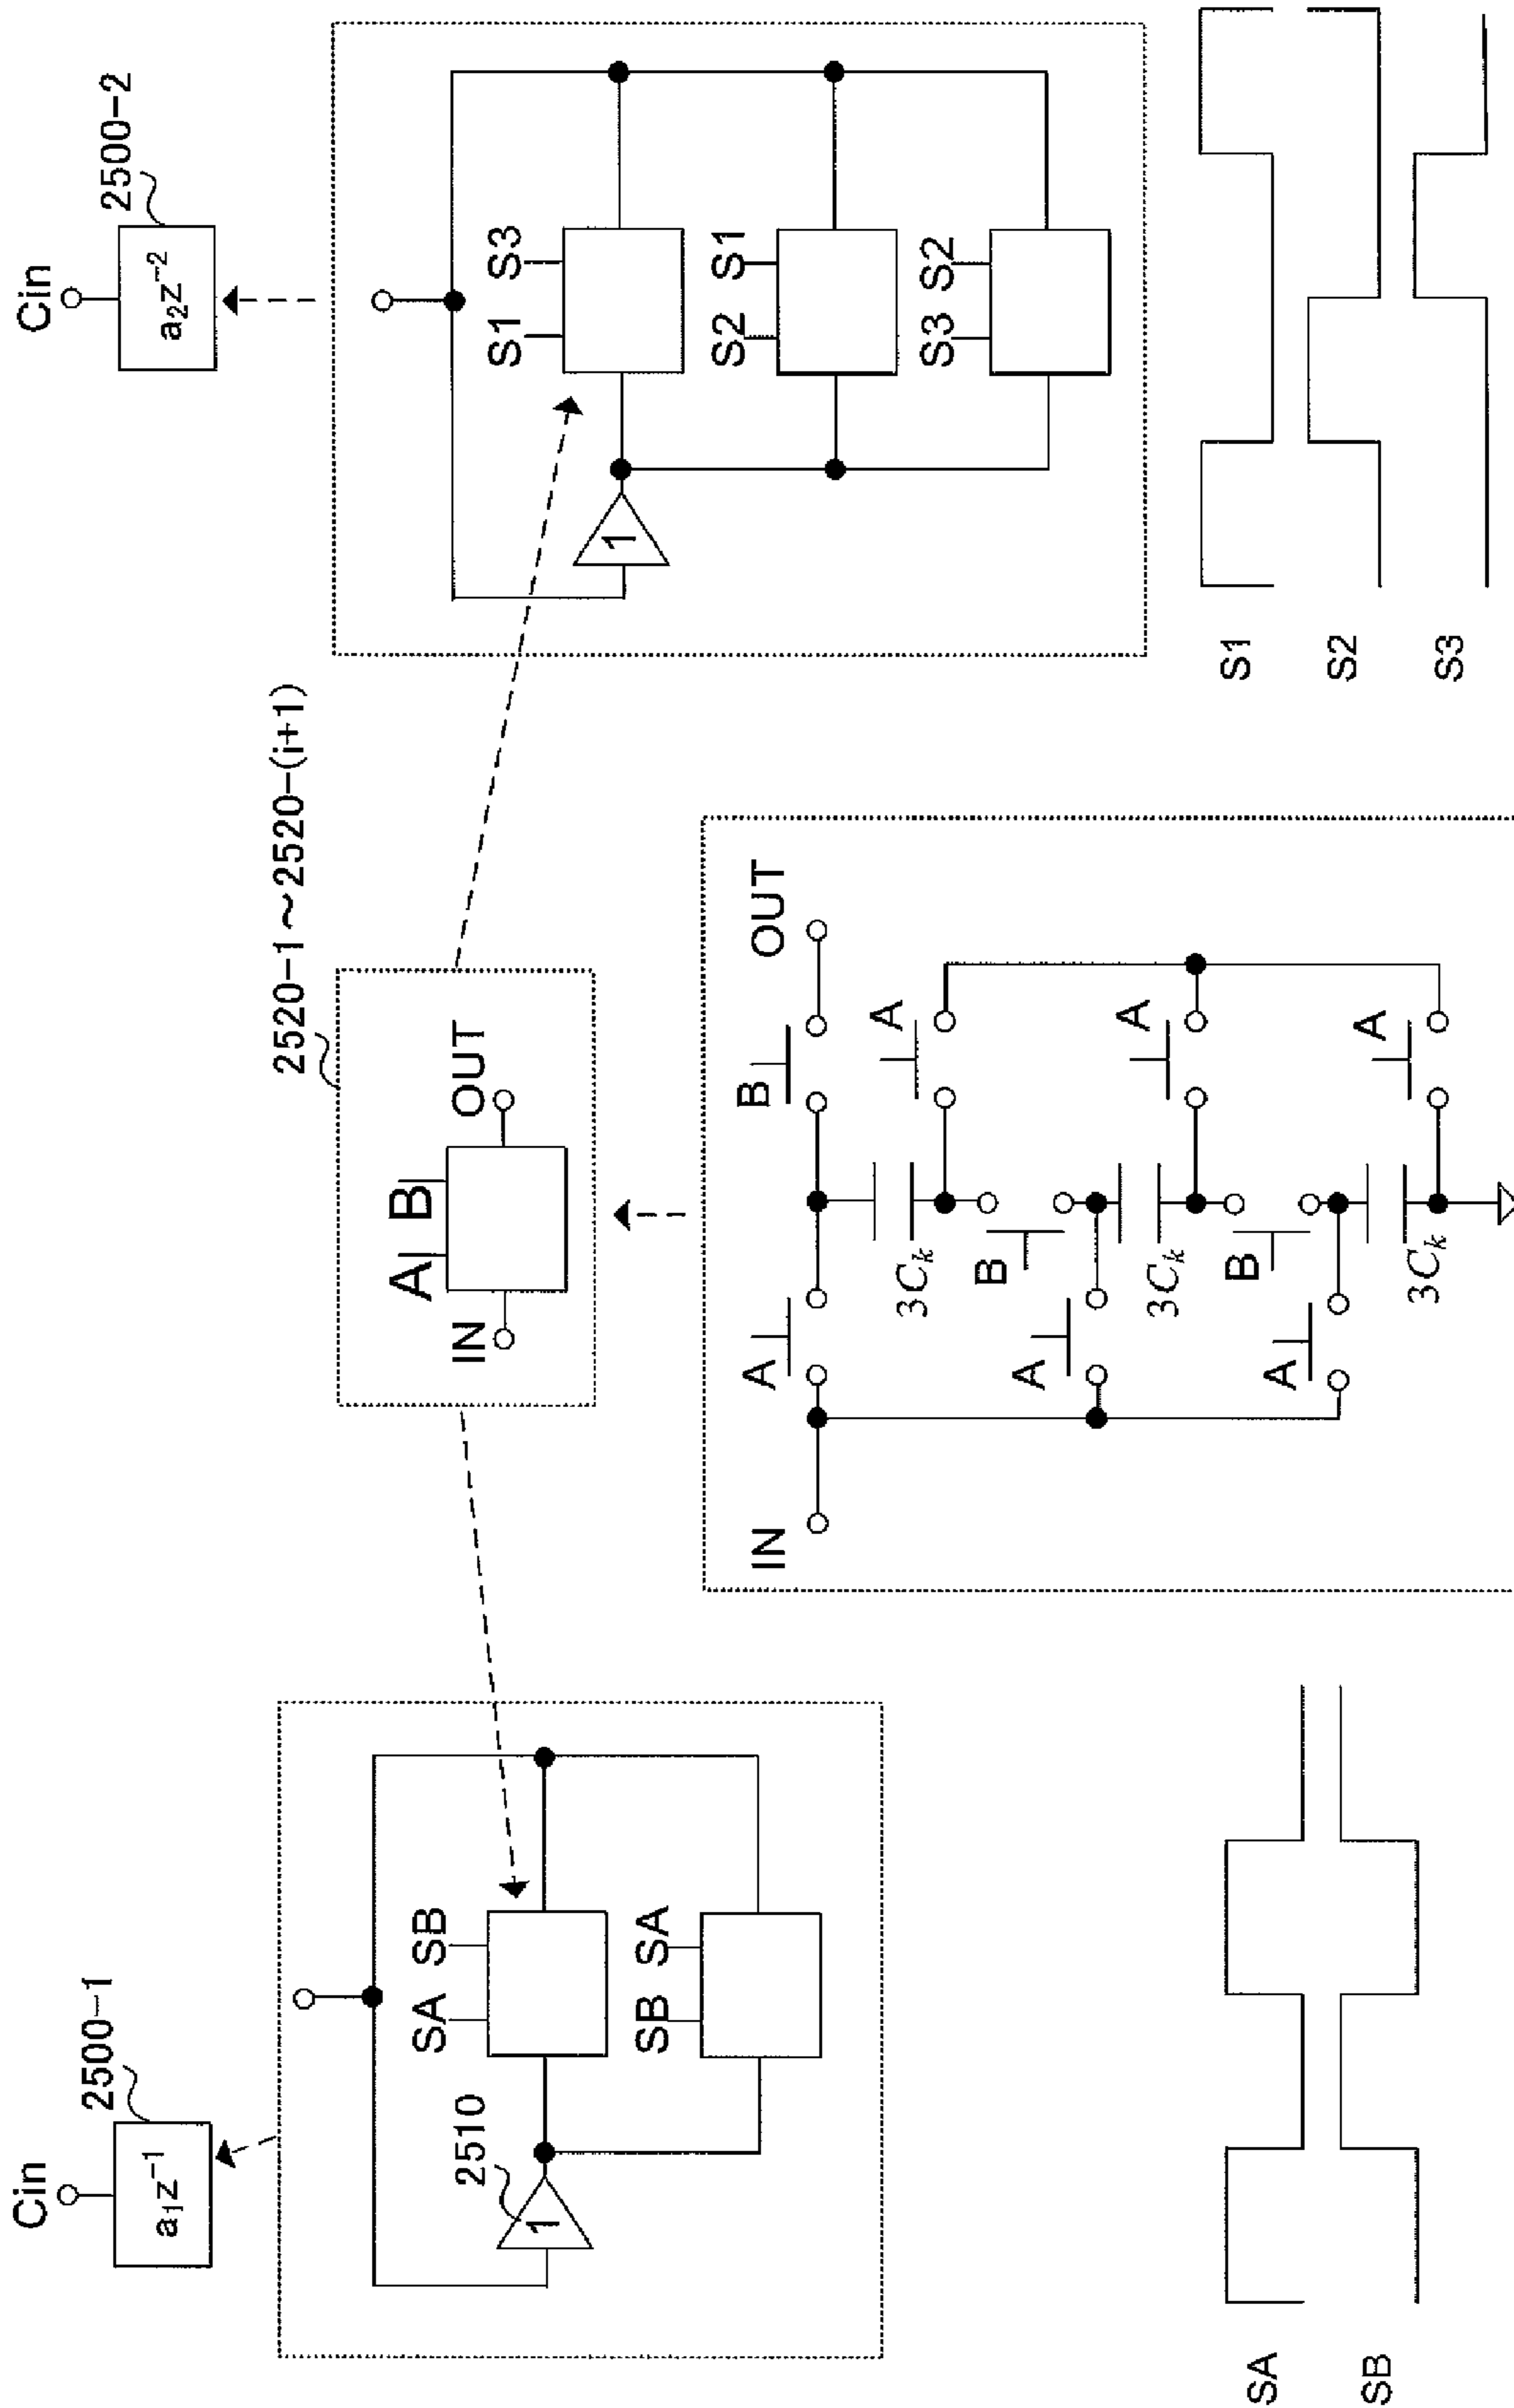 Cin
a₁z⁻¹
2500-1
2510
1
SA SB
SB SA
SA
SB
2520-1～2520-(i+1)
A B
IN
OUT
IN
OUT
A
B
3Cₖ
A
B
A
3Cₖ
A
B
A
3Cₖ
A
Cin
a₂z⁻²
2500-2
1
S1 S3
S2 S1
S3 S2
S1
S2
S3